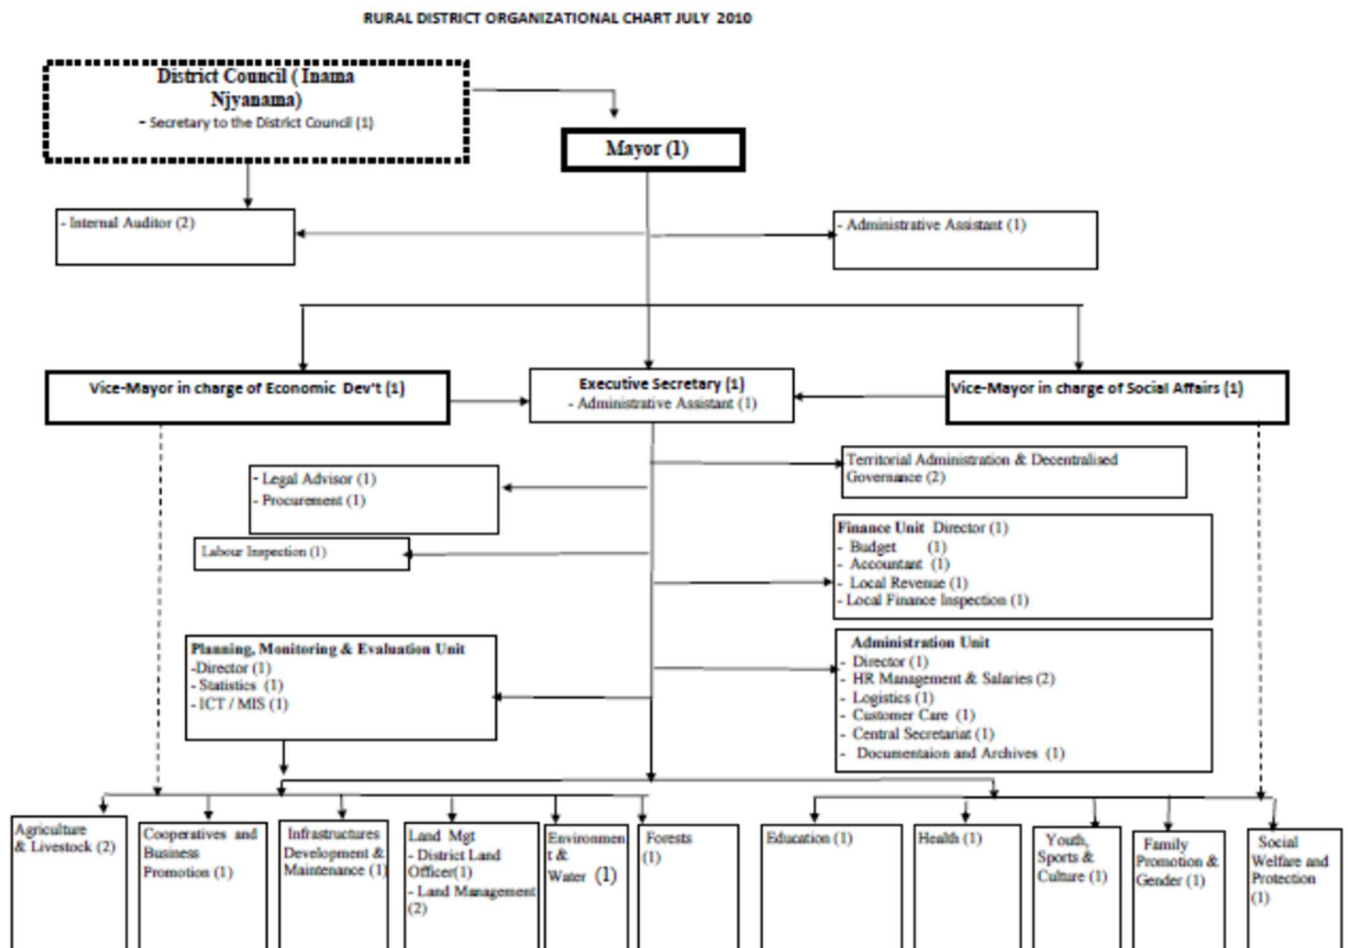 RURAL DISTRICT ORGANIZATIONAL CHART JULY 2010
District Council ( Inama
Njyanama)
- Secretary to the District Council (1)
Mayor (1)
- Internal Auditor (2)
- Administrative Assistant (1)
Vice-Mayor in charge of Economic Dev't (1)
Executive Secretary (1)
- Administrative Assistant (1)
Vice-Mayor in charge of Social Affairs (1)
- Legal Advisor (1)
- Procurement (1)
Territorial Administration & Decentralised
Governance (2)
Labour Inspection (1)
Finance Unit Director (1)
- Budget (1)
- Accountant (1)
- Local Revenue (1)
- Local Finance Inspection (1)
Planning, Monitoring & Evaluation Unit
-Director (1)
- Statistics (1)
- ICT / MIS (1)
Administration Unit
- Director (1)
- HR Management & Salaries (2)
- Logistics (1)
- Customer Care (1)
- Central Secretariat (1)
- Documentaion and Archives (1)
Agriculture
& Livestock (2)
Cooperatives and
Business
Promotion (1)
Infrastructures
Development &
Maintenance (1)
Land Mgt
- District Land
Officer(1)
- Land Management
(2)
Environmen
t &
Water (1)
Forests
(1)
Education (1)
Health (1)
Youth,
Sports &
Culture (1)
Family
Promotion &
Gender (1)
Social
Welfare and
Protection
(1)